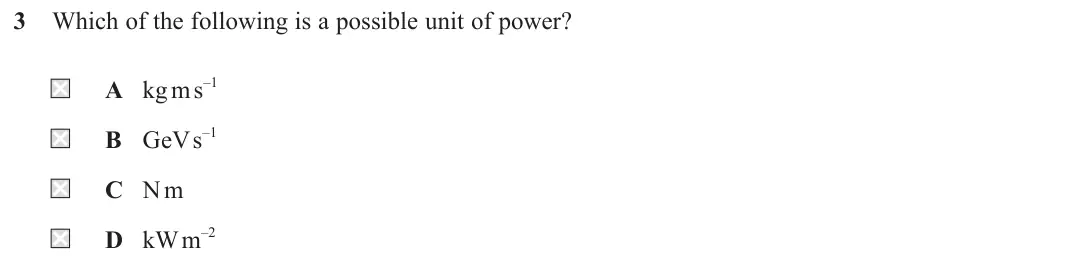 3 Which of the following is a possible unit of power?
A kg m s⁻¹
B GeV s⁻¹
C N m
D kW m⁻²